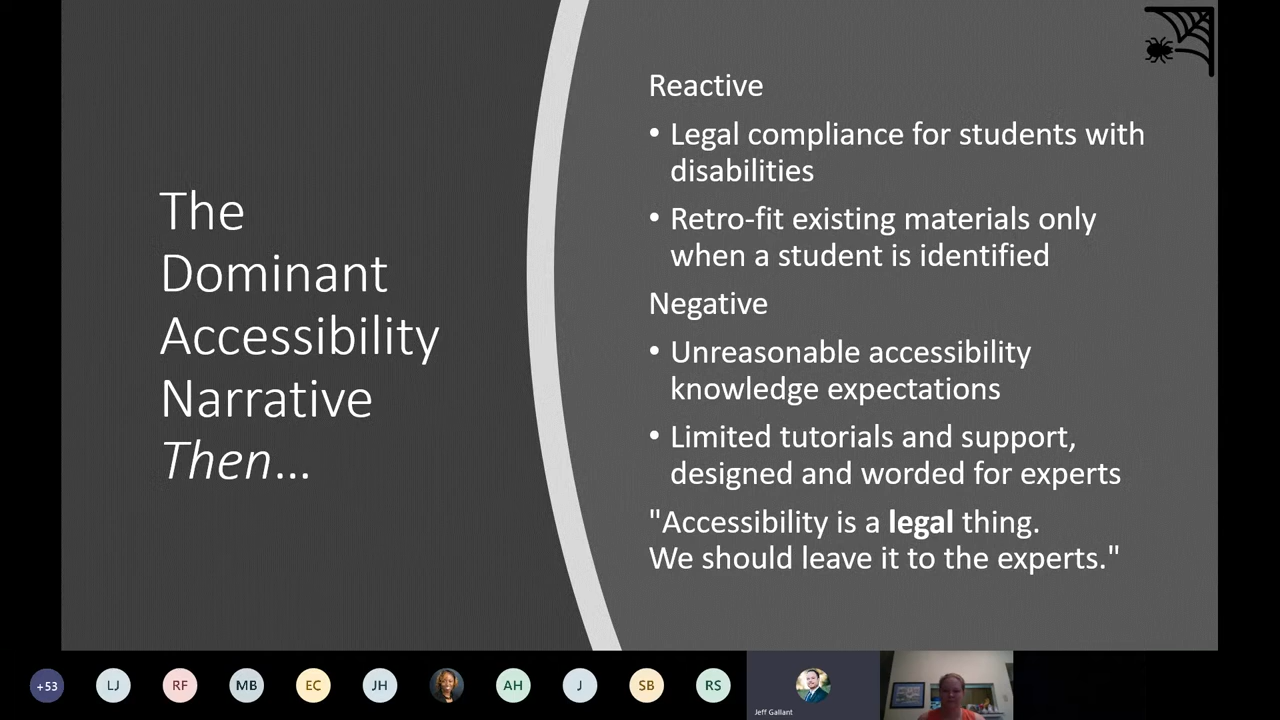 The
Dominant
Accessibility
Narrative
Then...
Reactive
• Legal compliance for students with
disabilities
• Retro-fit existing materials only
when a student is identified
Negative
• Unreasonable accessibility
knowledge expectations
• Limited tutorials and support,
designed and worded for experts
"Accessibility is a legal thing.
We should leave it to the experts."
+53
LJ
RF
MB
EC
JH
AH
J
SB
RS
Jeff Gallant